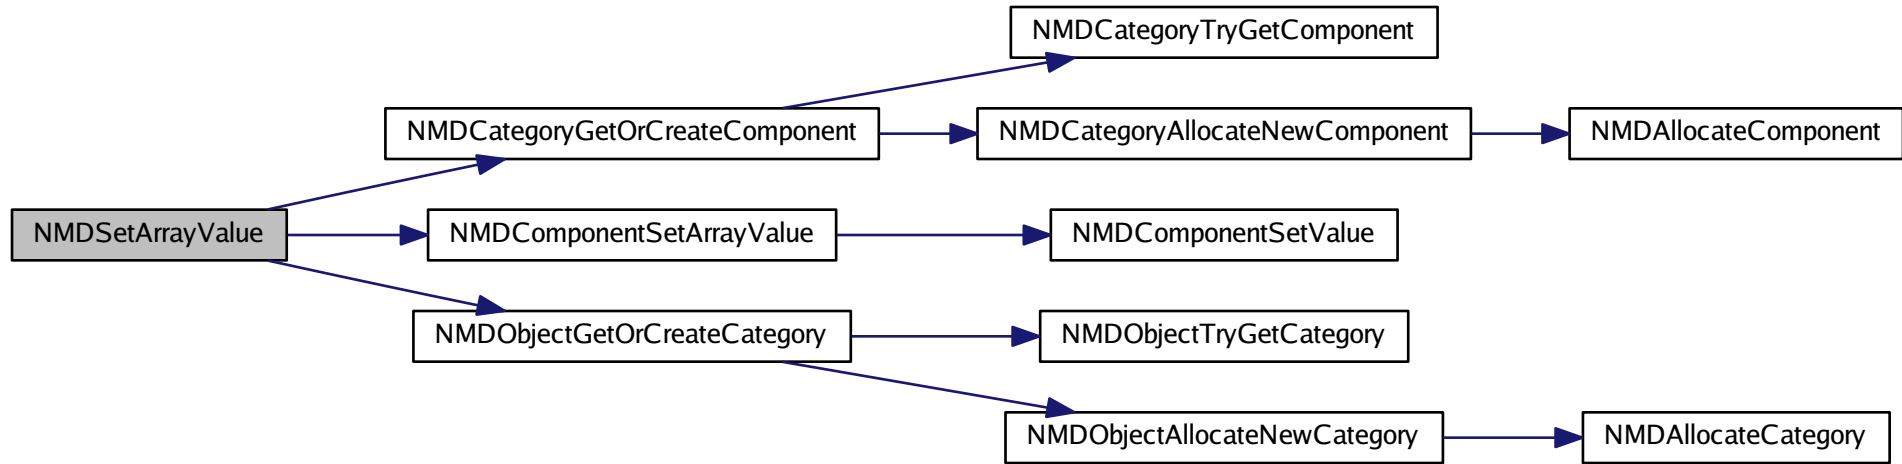 NMDCategoryTryGetComponent
NMDCategoryGetOrCreateComponent
NMDCategoryAllocateNewComponent
NMDAllocateComponent
NMDSetArrayValue
NMDComponentSetArrayValue
NMDComponentSetValue
NMDObjectGetOrCreateCategory
NMDObjectTryGetCategory
NMDObjectAllocateNewCategory
NMDAllocateCategory